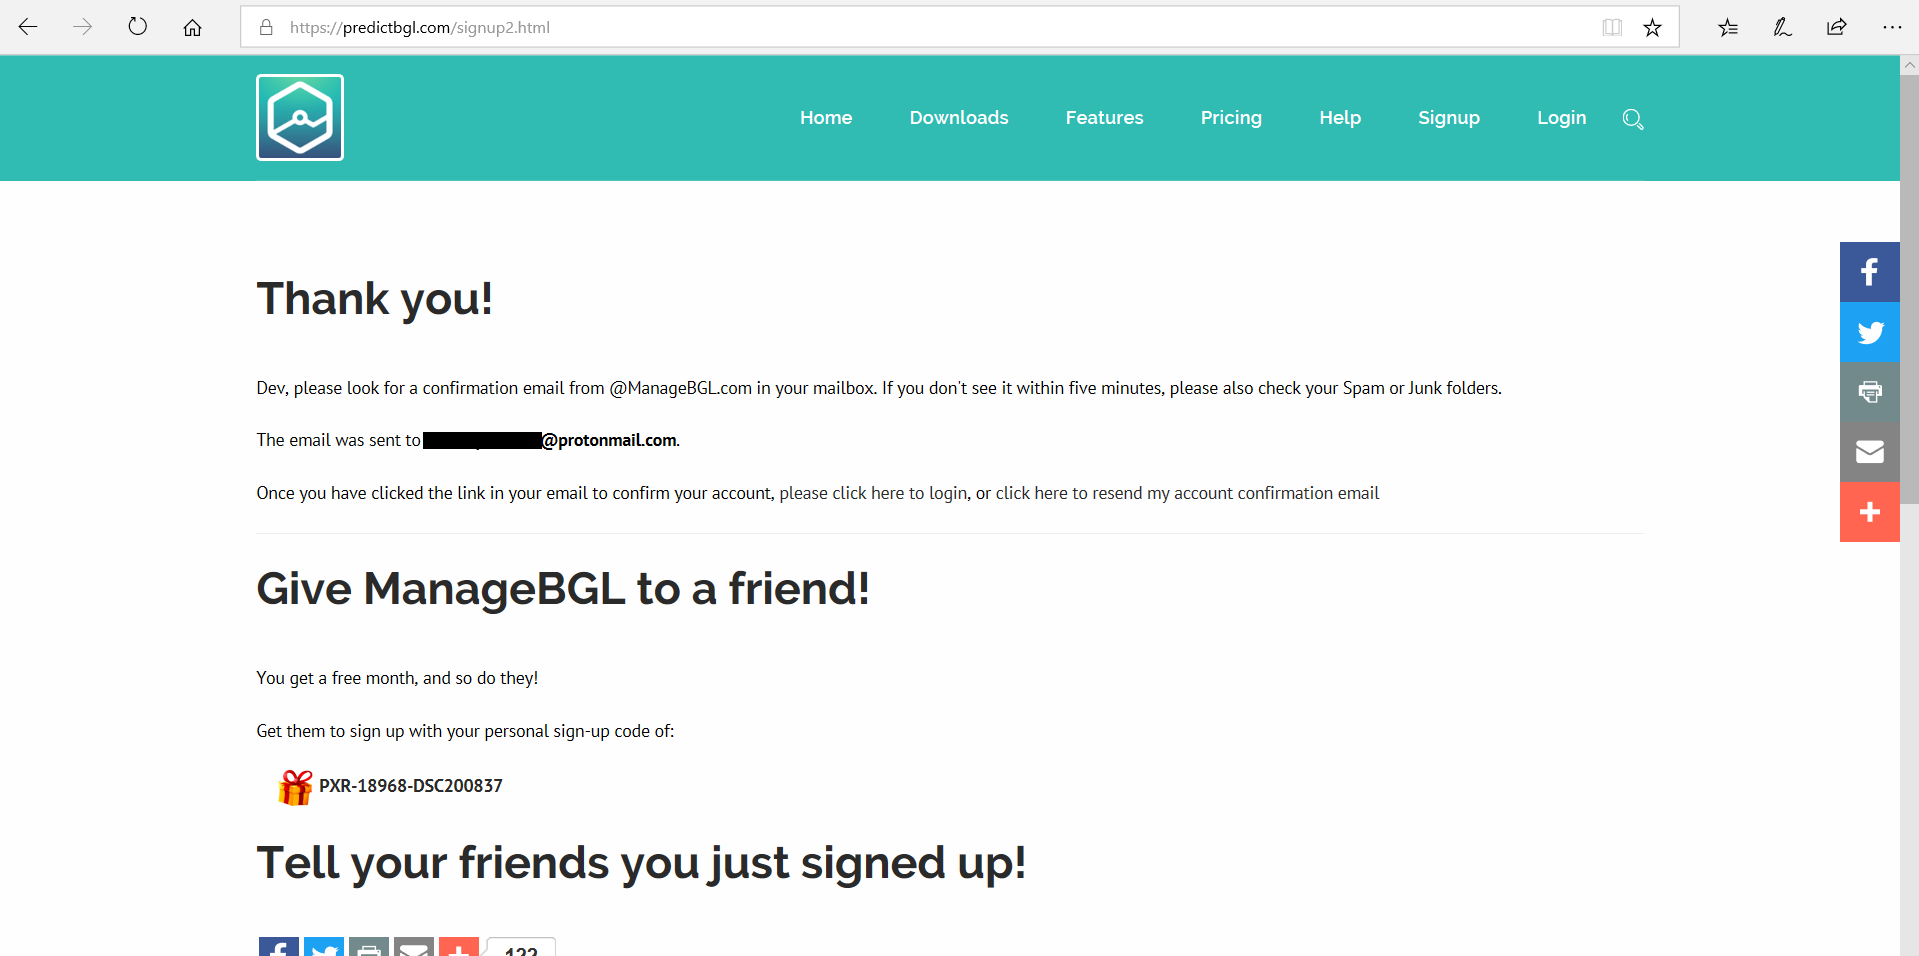 https://predictbgl.com/signup2.html
Home Downloads Features Pricing Help Signup Login
Thank you!
Dev, please look for a confirmation email from @ManageBGL.com in your mailbox. If you don't see it within five minutes, please also check your Spam or Junk folders.
The email was sent to @protonmail.com.
Once you have clicked the link in your email to confirm your account, please click here to login, or click here to resend my account confirmation email
Give ManageBGL to a friend!
You get a free month, and so do they!
Get them to sign up with your personal sign-up code of:
PXR-18968-DSC200837
Tell your friends you just signed up!
122